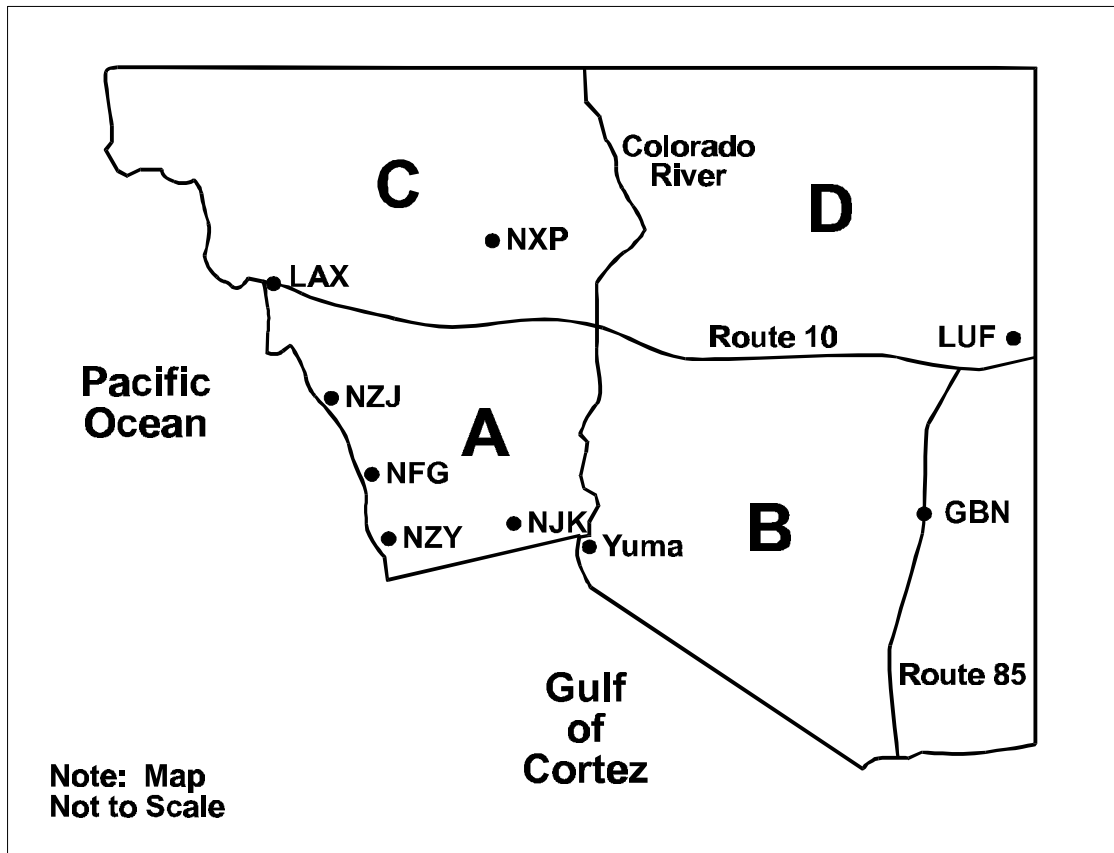 Colorado
River
C
D
NXP
LAX
Route 10
LUF
Pacific
Ocean
NZJ
A
NFG
B
GBN
NZY
NJK
Yuma
Route 85
Gulf
of
Cortez
Note: Map
Not to Scale